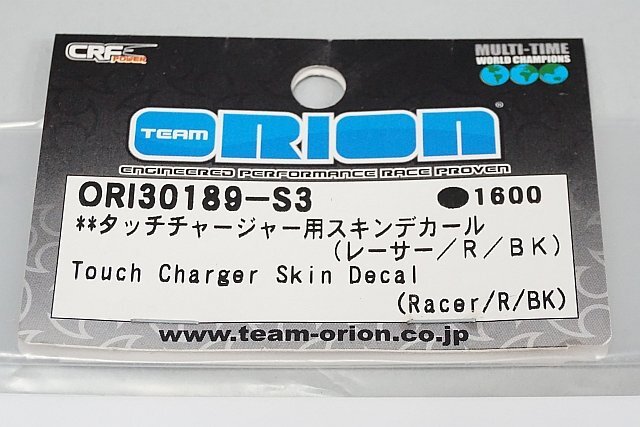 CRF POWER
MULTI-TIME
WORLD CHAMPIONS
TEAM ORION®
ENGINEERED PERFORMANCE RACE PROVEN
ORI30189-S3 ●1600
**タッチチャージャー用スキンデカール
(レーサー/R/BK)
Touch Charger Skin Decal
(Racer/R/BK)
www.team-orion.co.jp